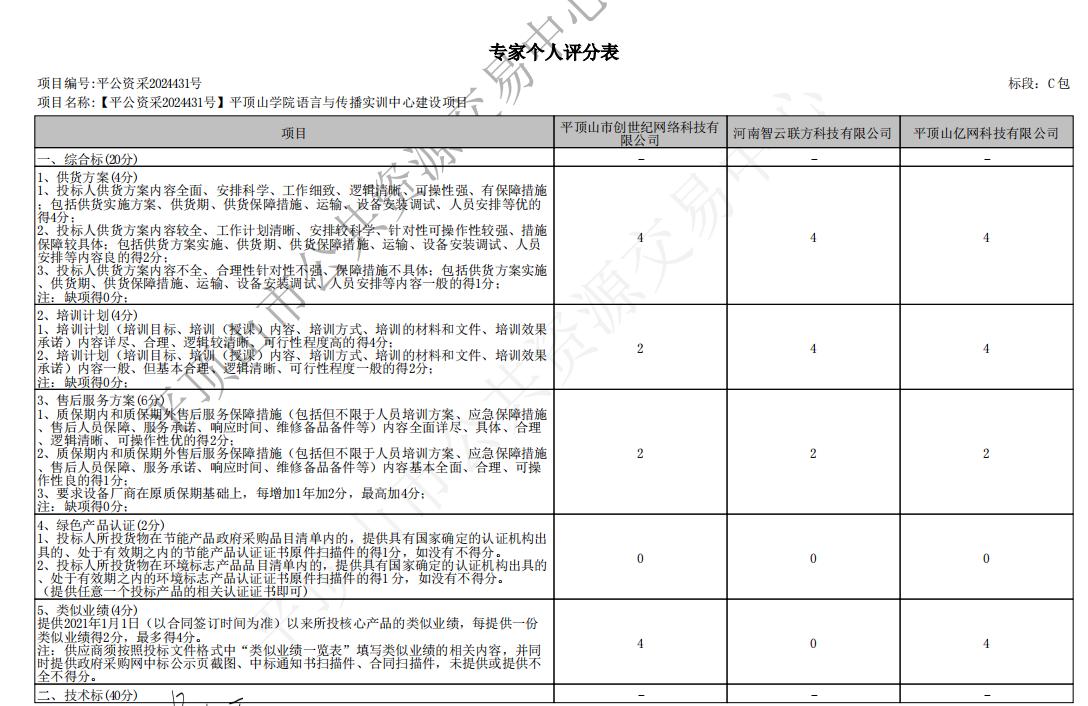 专家个人评分表
项目编号:平公资采2024431号
标段: C包
项目名称:【平公资采2024431号】平顶山学院语言与传播实训中心建设项目
项目
平顶山市创世纪网络科技有
限公司
河南智云联方科技有限公司
平顶山亿网科技有限公司
一、综合标(20分)
–
–
–
1、供货方案(4分)
1、投标人供货方案内容全面、安排科学、工作细致、逻辑清晰、可操性强、有保障措施
；包括供货实施方案、供货期、供货保障措施、运输、设备安装调试、人员安排等优的
得4分；
2、投标人供货方案内容较全、工作计划清晰、安排较科学、针对性可操作性较强、措施
保障较具体；包括供货方案实施、供货期、供货保障措施、运输、设备安装调试、人员
安排等内容良的得2分；
3、投标人供货方案内容不全、合理性针对性不强、保障措施不具体；包括供货方案实施
、供货期、供货保障措施、运输、设备安装调试、人员安排等内容一般的得1分；
注：缺项得0分；
4
4
4
2、培训计划(4分)
1、培训计划（培训目标、培训（授课）内容、培训方式、培训的材料和文件、培训效果
承诺）内容详尽、合理、逻辑较清晰、可行性程度高的得4分；
2、培训计划（培训目标、培训（授课）内容、培训方式、培训的材料和文件、培训效果
承诺）内容一般、但基本合理、逻辑清晰、可行性程度一般的得2分；
注：缺项得0分；
2
4
4
3、售后服务方案(6分)
1、质保期内和质保期外售后服务保障措施（包括但不限于人员培训方案、应急保障措施
、售后人员保障、服务承诺、响应时间、维修备品备件等）内容全面详尽、具体、合理
、逻辑清晰、可操作性优的得2分；
2、质保期内和质保期外售后服务保障措施（包括但不限于人员培训方案、应急保障措施
、售后人员保障、服务承诺、响应时间、维修备品备件等）内容基本全面、合理、可操
作性良的得1分；
3、要求设备厂商在原质保期基础上，每增加1年加2分，最高加4分；
注：缺项得0分；
2
2
2
4、绿色产品认证(2分)
1、投标人所投货物在节能产品政府采购品目清单内的，提供具有国家确定的认证机构出
具的、处于有效期之内的节能产品认证证书原件扫描件的得1分，如没有不得分。
2、投标人所投货物在环境标志产品品目清单内的，提供具有国家确定的认证机构出具的
、处于有效期之内的环境标志产品认证证书原件扫描件的得1 分，如没有不得分。
（提供任意一个投标产品的相关认证证书即可）
0
0
0
5、类似业绩(4分)
提供2021年1月1日（以合同签订时间为准）以来所投核心产品的类似业绩，每提供一份
类似业绩得2分，最多得4分。
注：供应商须按照投标文件格式中“类似业绩一览表”填写类似业绩的相关内容，并同
时提供政府采购网中标公示页截图、中标通知书扫描件、合同扫描件，未提供或提供不
全不得分。
4
0
4
二、技术标(40分)
–
–
–
平顶山市公共资源交易中心
平顶山市公共资源交易中心